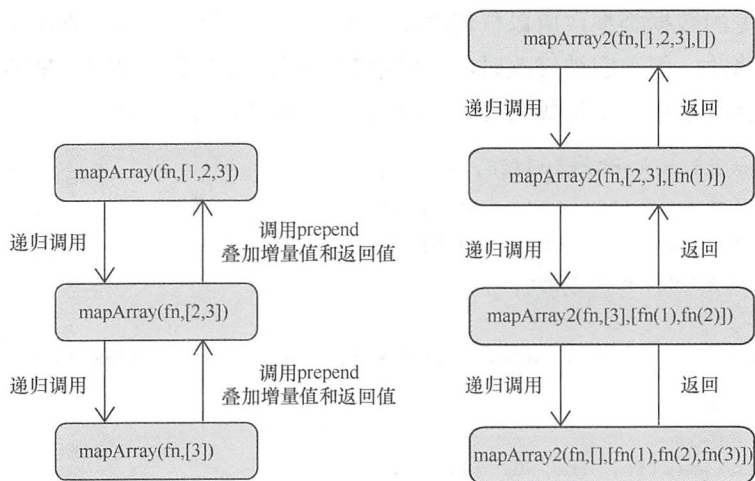 mapArray(fn,[1,2,3])
递归调用
调用prepend
叠加增量值和返回值
mapArray(fn,[2,3])
递归调用
调用prepend
叠加增量值和返回值
mapArray(fn,[3])
mapArray2(fn,[1,2,3],[])
递归调用
返回
mapArray2(fn,[2,3],[fn(1)])
递归调用
返回
mapArray2(fn,[3],[fn(1),fn(2)])
递归调用
返回
mapArray2(fn,[],[fn(1),fn(2),fn(3)])